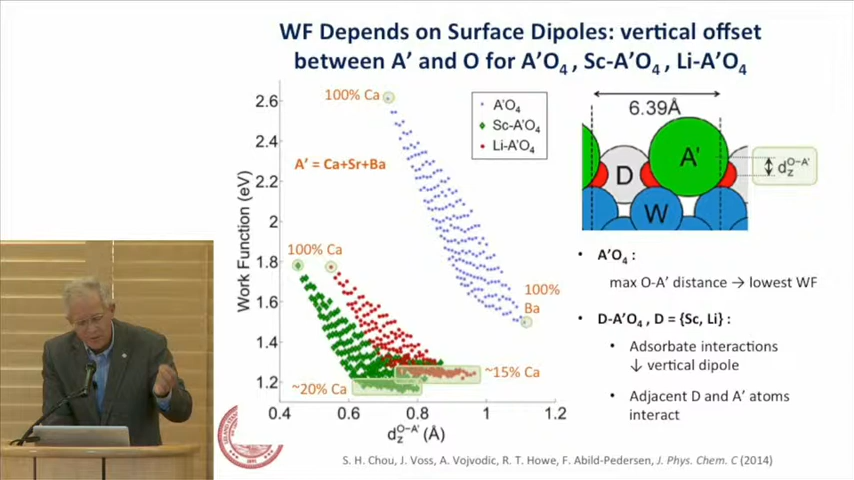 WF Depends on Surface Dipoles: vertical offset
between A' and O for A'O₄ , Sc-A'O₄ , Li-A'O₄
100% Ca
2.6
2.4
2.2
2
1.8
1.6
1.4
1.2
Work Function (eV)
A' = Ca+Sr+Ba
A'O₄
Sc-A'O₄
Li-A'O₄
100% Ca
100%
Ba
~15% Ca
~20% Ca
0.4
0.6
0.8
1
1.2
d_z^O-A' (Å)
6.39Å
A'
D
W
d_z^O-A'
• A'O₄ :
max O-A' distance → lowest WF
• D-A'O₄ , D = {Sc, Li} :
• Adsorbate interactions
↓ vertical dipole
• Adjacent D and A' atoms
interact
S. H. Chou, J. Voss, A. Vojvodic, R. T. Howe, F. Abild-Pedersen, J. Phys. Chem. C (2014)